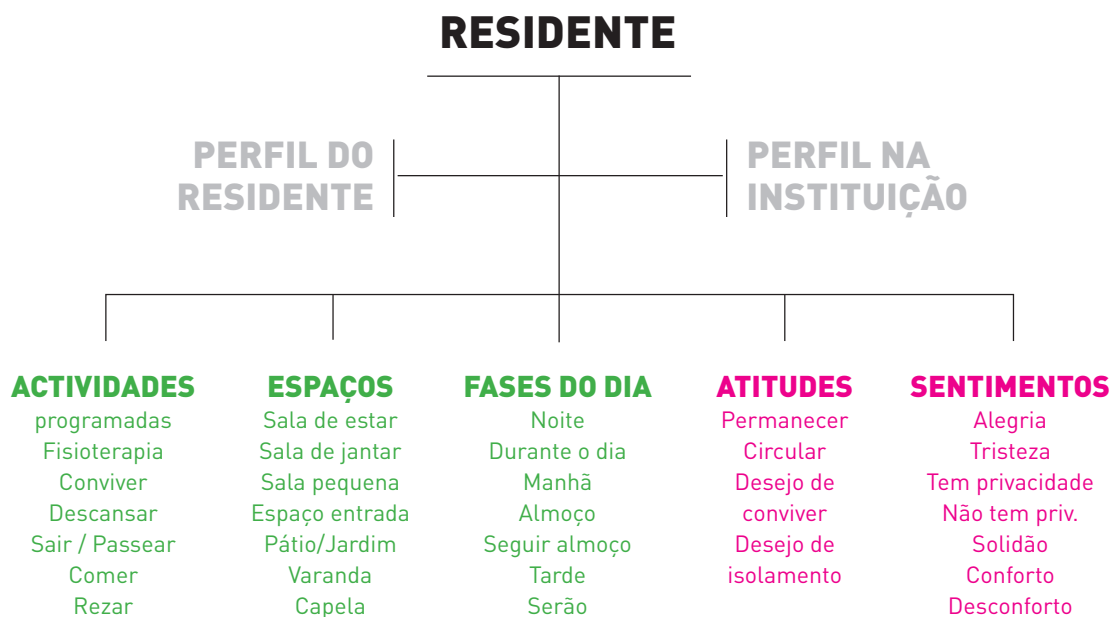 RESIDENTE
PERFIL DO
RESIDENTE
PERFIL NA
INSTITUIÇÃO
ACTIVIDADES
programadas
Fisioterapia
Conviver
Descansar
Sair / Passear
Comer
Rezar
ESPAÇOS
Sala de estar
Sala de jantar
Sala pequena
Espaço entrada
Pátio/Jardim
Varanda
Capela
FASES DO DIA
Noite
Durante o dia
Manhã
Almoço
Seguir almoço
Tarde
Serão
ATITUDES
Permanecer
Circular
Desejo de
conviver
Desejo de
isolamento
SENTIMENTOS
Alegria
Tristeza
Tem privacidade
Não tem priv.
Solidão
Conforto
Desconforto